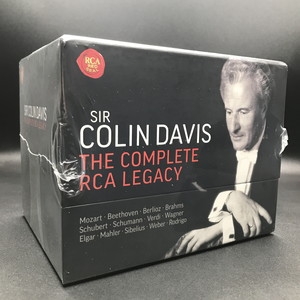 RCA
SIR
COLIN DAVIS
THE COMPLETE
RCA LEGACY
Mozart · Beethoven · Berlioz · Brahms
Schubert · Schumann · Verdi · Wagner
Elgar · Mahler · Sibelius · Weber · Rodrigo
SIR COLIN DAVIS